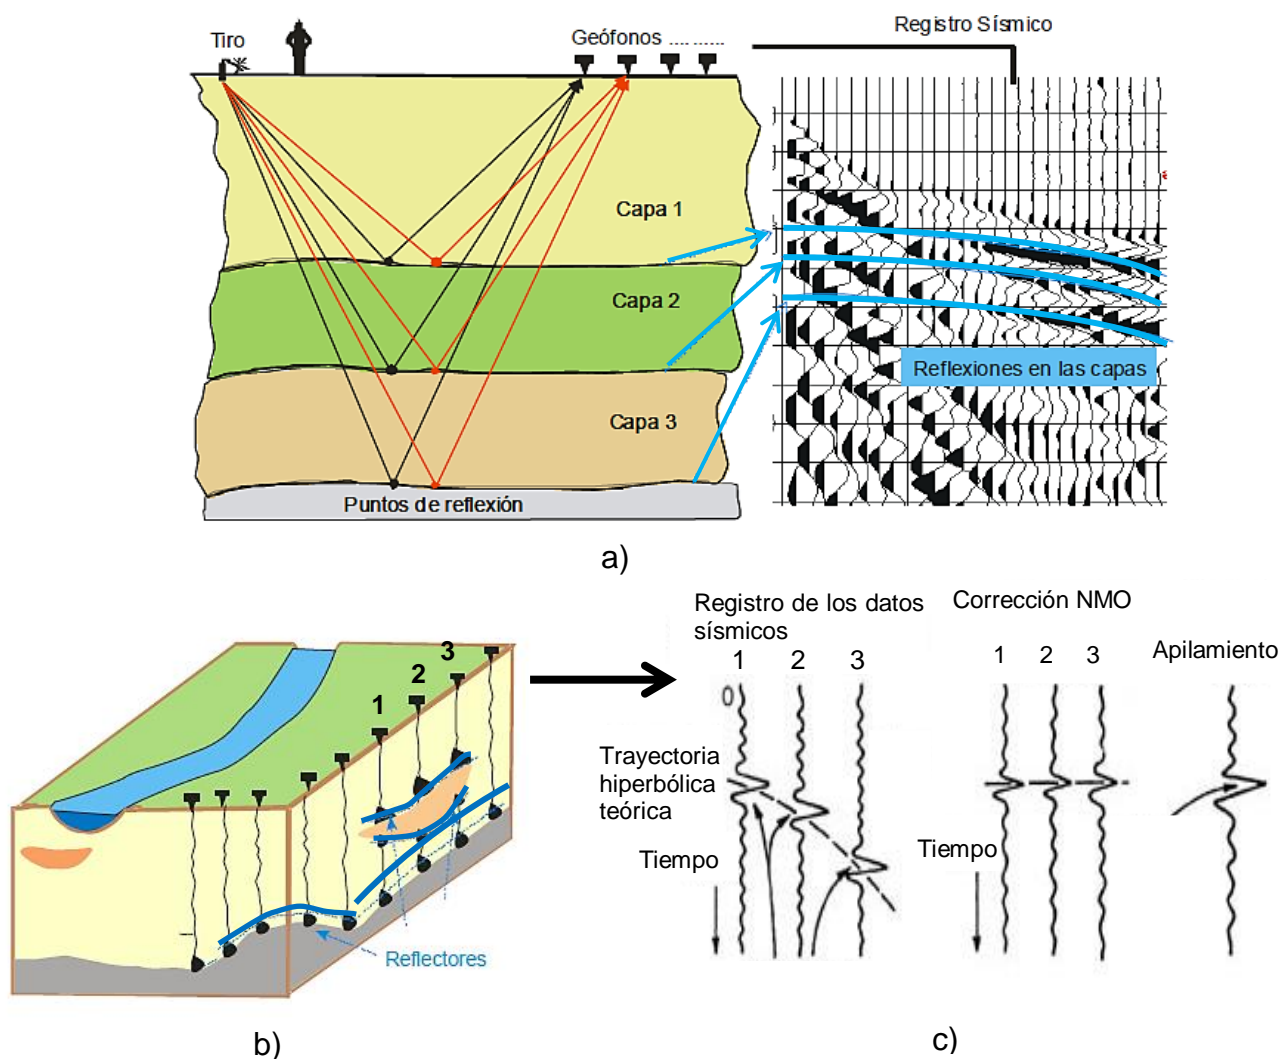 Registro Sísmico
Tiro
Geófonos .... ......
Capa 1
Capa 2
Reflexiones en las capas
Capa 3
Puntos de reflexión
a)
Registro de los datos
sísmicos
Corrección NMO
Apilamiento
1 2 3
1 2 3
0
3
2
1
Trayectoria
hiperbólica
teórica
Tiempo
Tiempo
Reflectores
b)
c)